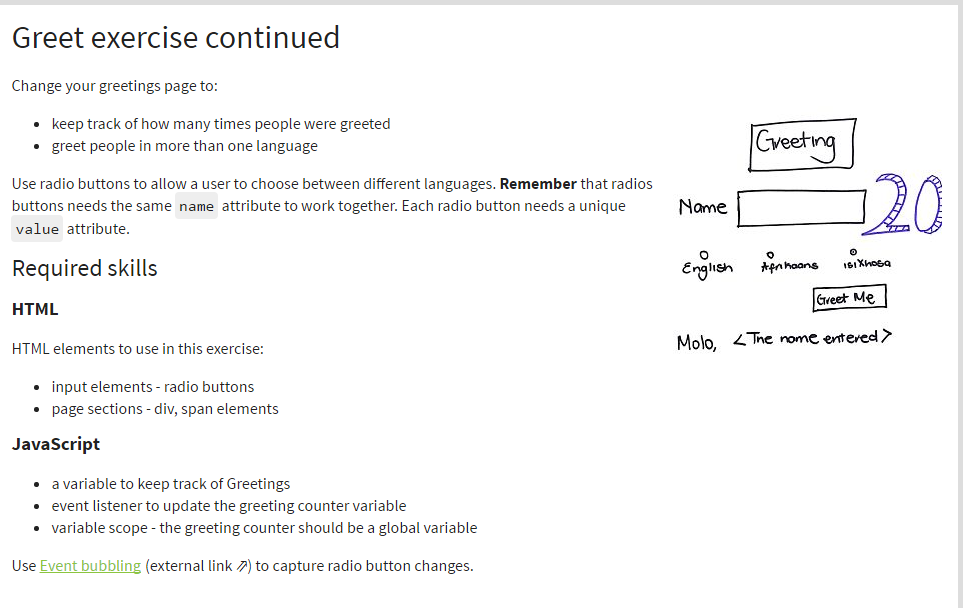 Greet exercise continued
Change your greetings page to:
• keep track of how many times people were greeted
• greet people in more than one language
Use radio buttons to allow a user to choose between different languages. Remember that radios
buttons needs the same name attribute to work together. Each radio button needs a unique
value attribute.
Required skills
HTML
HTML elements to use in this exercise:
• input elements - radio buttons
• page sections - div, span elements
JavaScript
• a variable to keep track of Greetings
• event listener to update the greeting counter variable
• variable scope - the greeting counter should be a global variable
Use Event bubbling (external link ⇗) to capture radio button changes.
Greeting
Name
20
English Afrikaans isiXhosa
Greet Me
Molo, <The name entered>